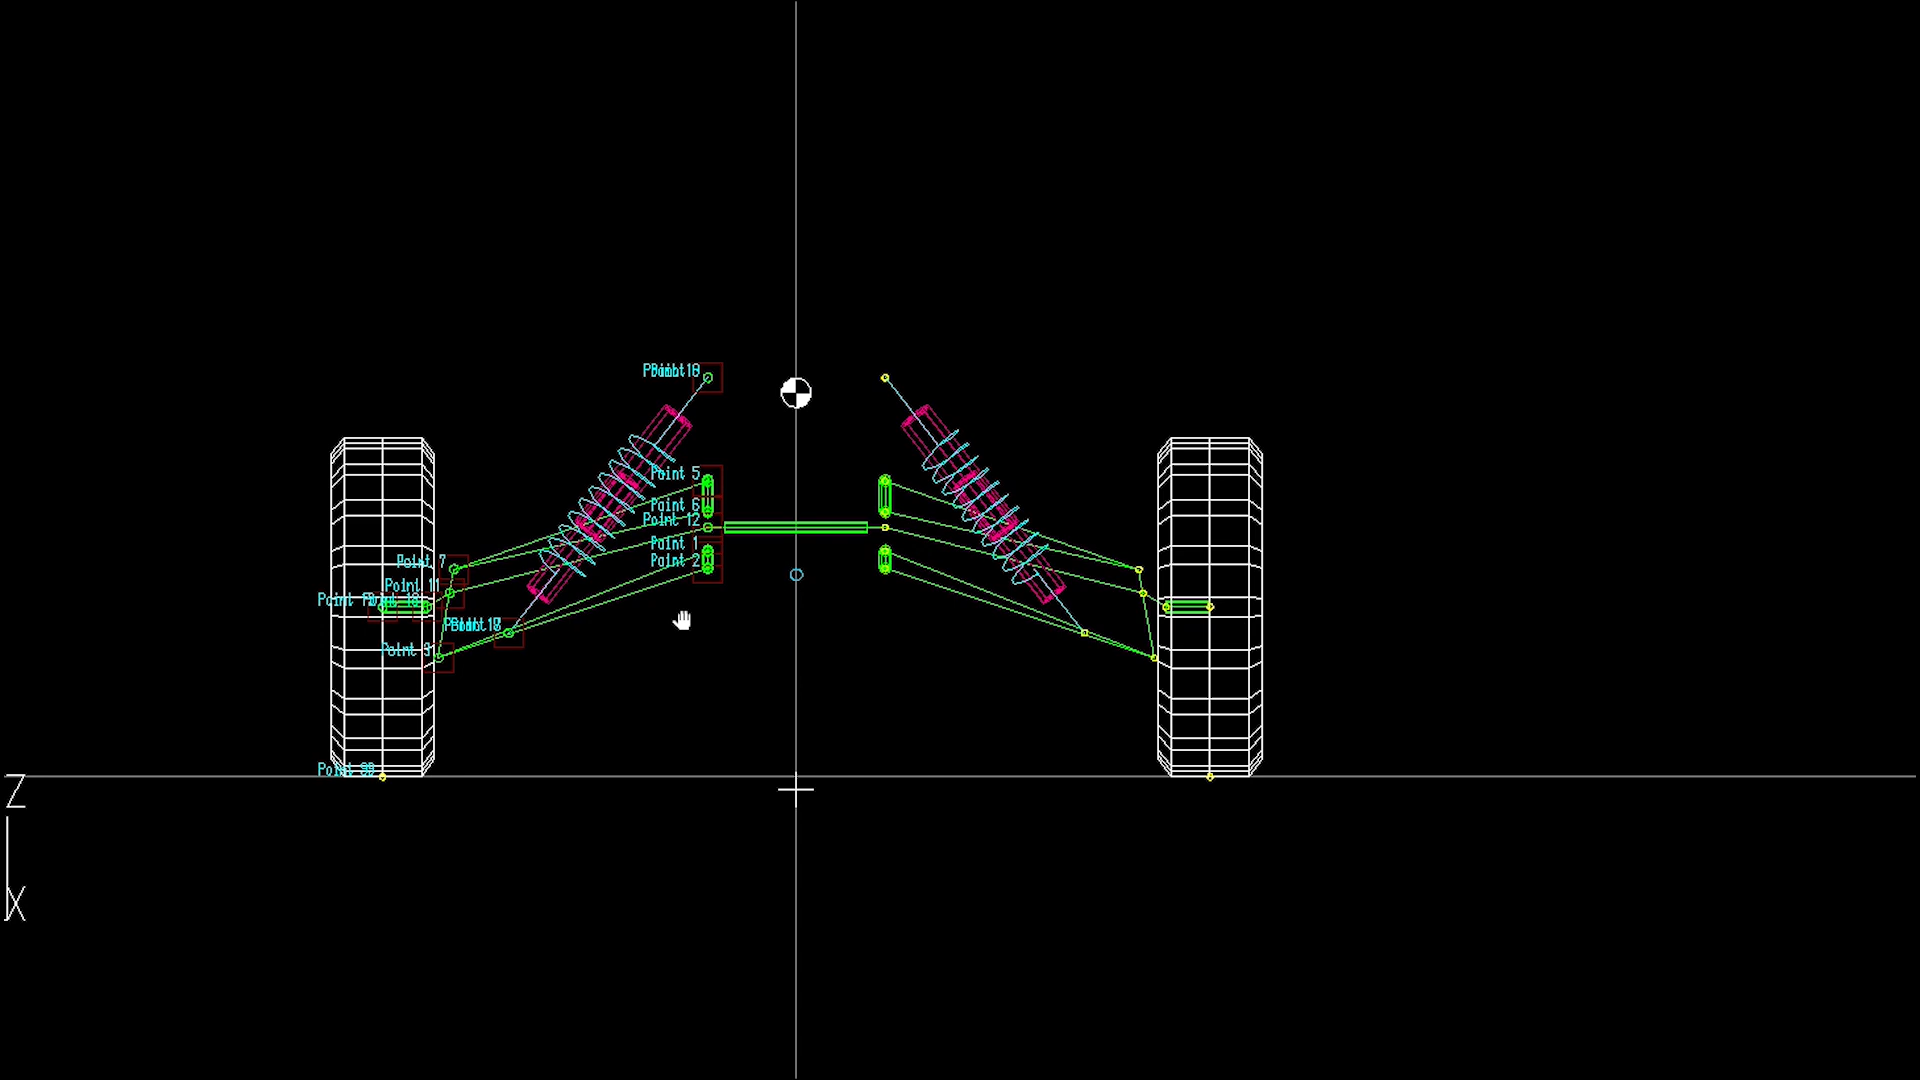 Point 5
Point 6
Point 12
Point 1
Point 2
Point 7
Point 11
Point 3
Z
X